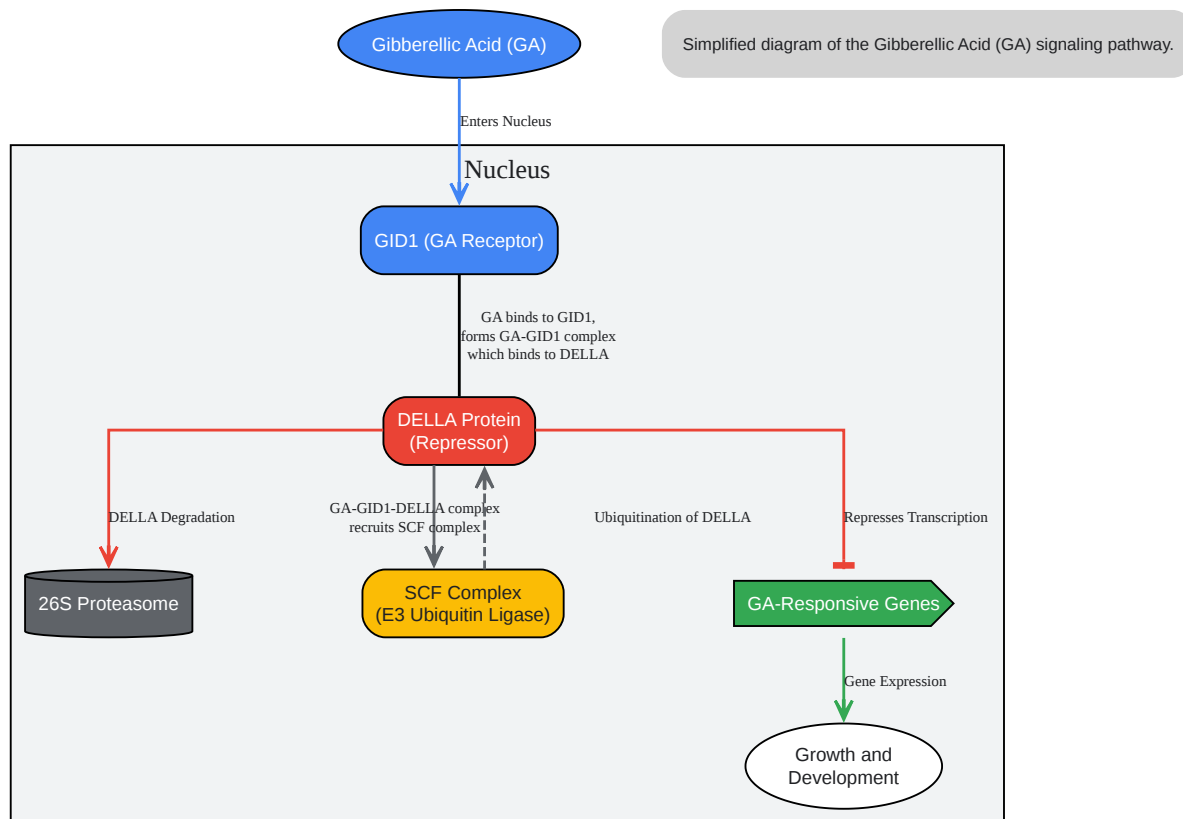 Gibberellic Acid (GA)
Simplified diagram of the Gibberellic Acid (GA) signaling pathway.
Enters Nucleus
Nucleus
GID1 (GA Receptor)
GA binds to GID1,
forms GA-GID1 complex
which binds to DELLA
DELLA Protein
(Repressor)
DELLA Degradation
GA-GID1-DELLA complex
recruits SCF complex
Ubiquitination of DELLA
Represses Transcription
26S Proteasome
SCF Complex
(E3 Ubiquitin Ligase)
GA-Responsive Genes
Gene Expression
Growth and
Development